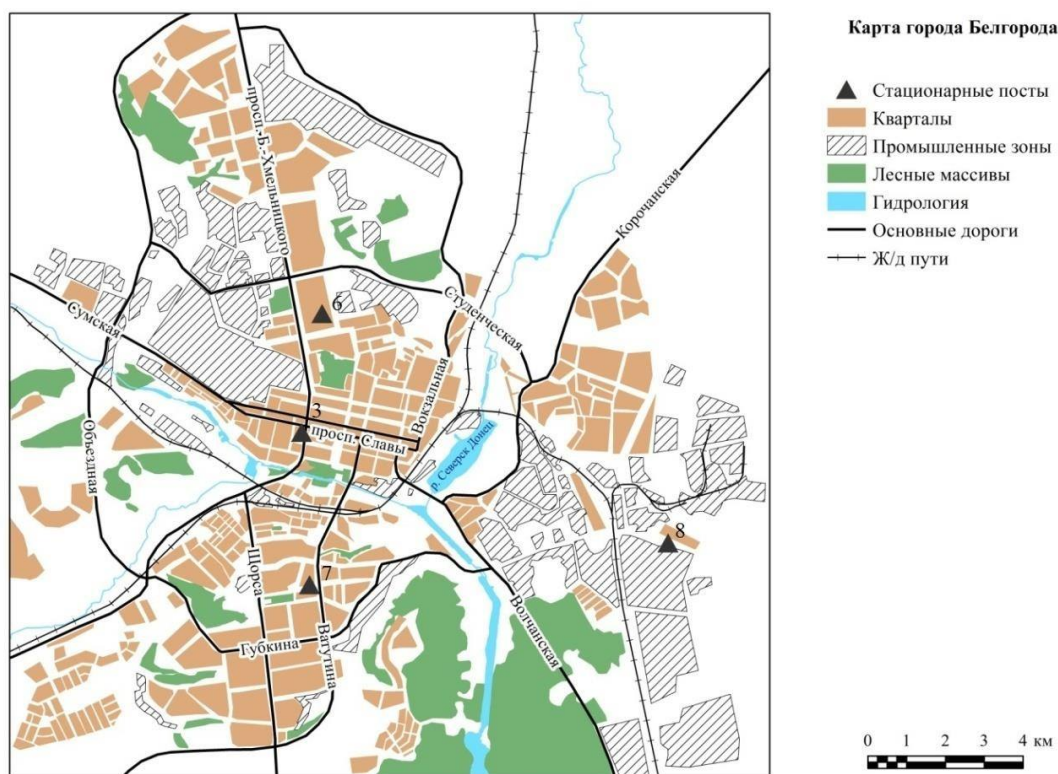 Карта города Белгорода
Стационарные посты
Кварталы
Промышленные зоны
Лесные массивы
Гидрология
Основные дороги
Ж/д пути
просп.-Б.-Хмельницкого
Корочанская
Сумская
6
Студенческая
Вокзальная
3
просп. Славы
Объездная
р. Северск Донец
8
Щорса
7
Волчанская
Губкина
Ватутина
0 1 2 3 4 км